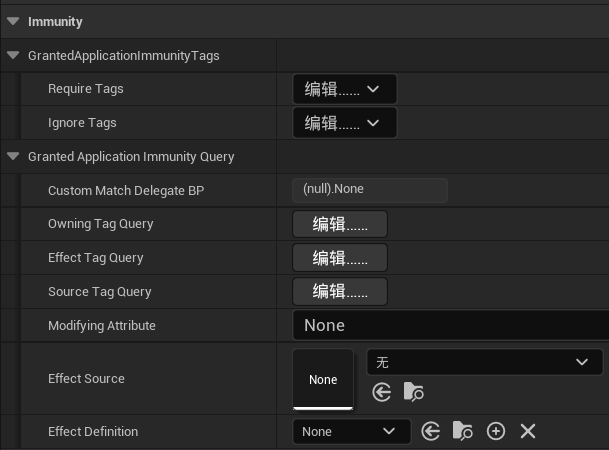 Immunity
GrantedApplicationImmunityTags
Require Tags 编辑......
Ignore Tags 编辑......
Granted Application Immunity Query
Custom Match Delegate BP (null).None
Owning Tag Query 编辑......
Effect Tag Query 编辑......
Source Tag Query 编辑......
Modifying Attribute None
Effect Source None 无
Effect Definition None